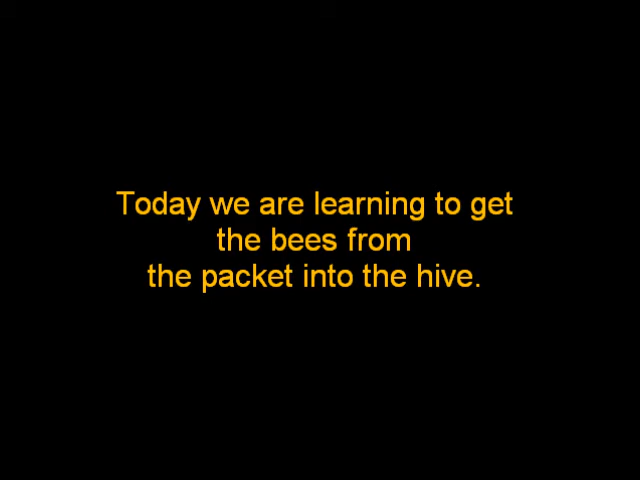 Today we are learning to get
the bees from
the packet into the hive.